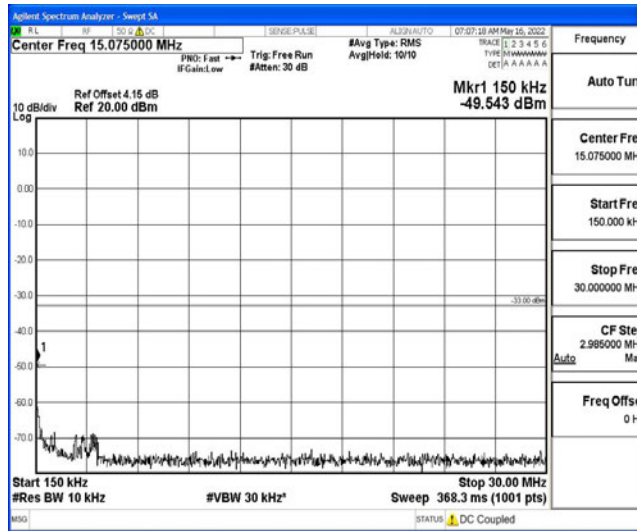 Agilent Spectrum Analyzer - Swept SA
RL RF 50 Ω DC SENSE:PULSE ALIGN AUTO 07:07:18 AM May 16, 2022
Center Freq 15.075000 MHz
PNO: Fast
IFGain:Low
Trig: Free Run
#Atten: 30 dB
#Avg Type: RMS
Avg|Hold: 10/10
TRACE 1 2 3 4 5 6
TYPE M
DET A A A A A A
Mkr1 150 kHz
-49.543 dBm
Ref Offset 4.15 dB
10 dB/div Ref 20.00 dBm
Log
10.0
0.00
-10.0
-20.0
-30.0
-33.00 dBm
-40.0
1
-50.0
-60.0
-70.0
Start 150 kHz Stop 30.00 MHz
#Res BW 10 kHz #VBW 30 kHz* Sweep 368.3 ms (1001 pts)
MSG STATUS DC Coupled
Frequency
Auto Tun
Center Fre
15.075000 MH
Start Fre
150.000 kH
Stop Fre
30.000000 MH
CF Ste
2.985000 MH
Auto Ma
Freq Offse
0 H